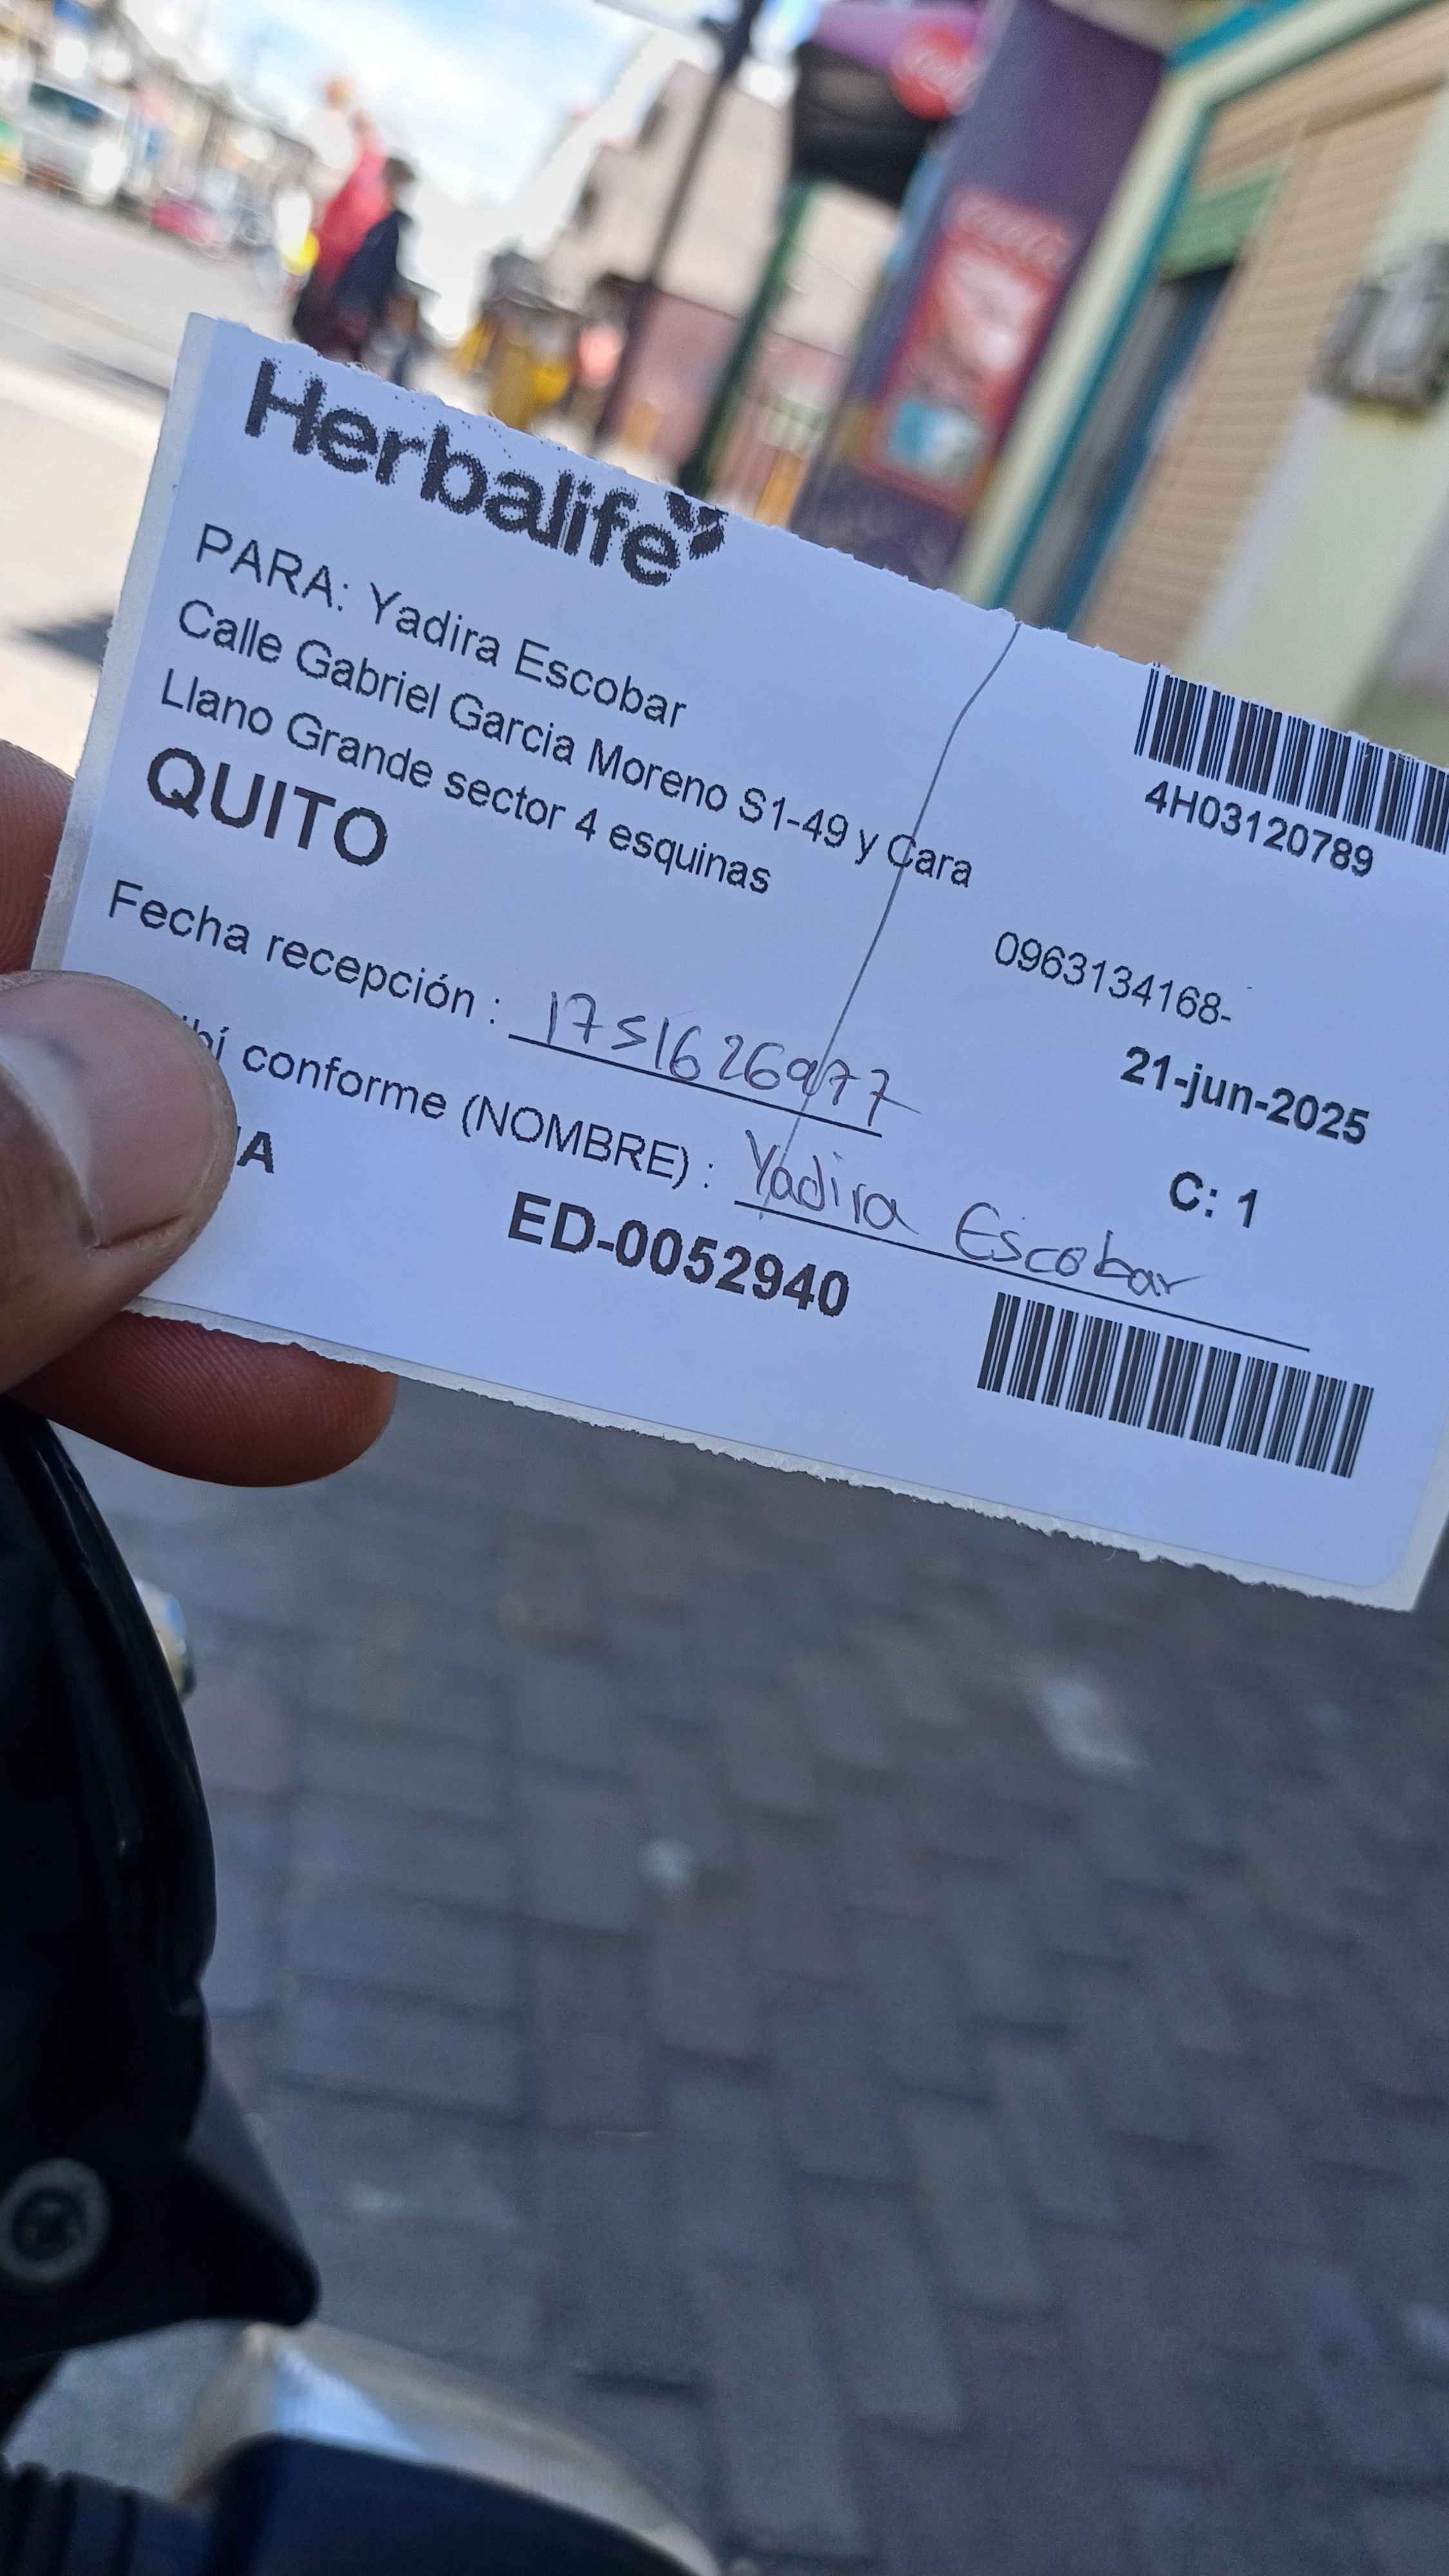 Herbalife
PARA: Yadira Escobar
Calle Gabriel Garcia Moreno S1-49 y Cara
Llano Grande sector 4 esquinas
QUITO
4H03120789
0963134168-
21-jun-2025
C: 1
Fecha recepción : 1751626977
conforme (NOMBRE) : Yadira Escobar
ED-0052940